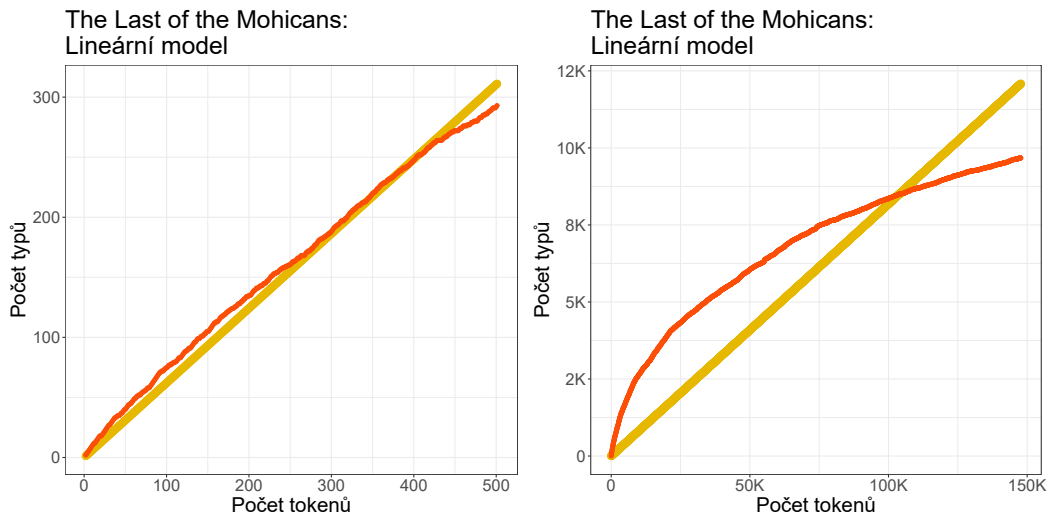 The Last of the Mohicans:
Lineární model
300
200
100
0
0
100
200
300
400
500
Počet typů
Počet tokenů
The Last of the Mohicans:
Lineární model
12K
10K
8K
5K
2K
0
0
50K
100K
150K
Počet typů
Počet tokenů